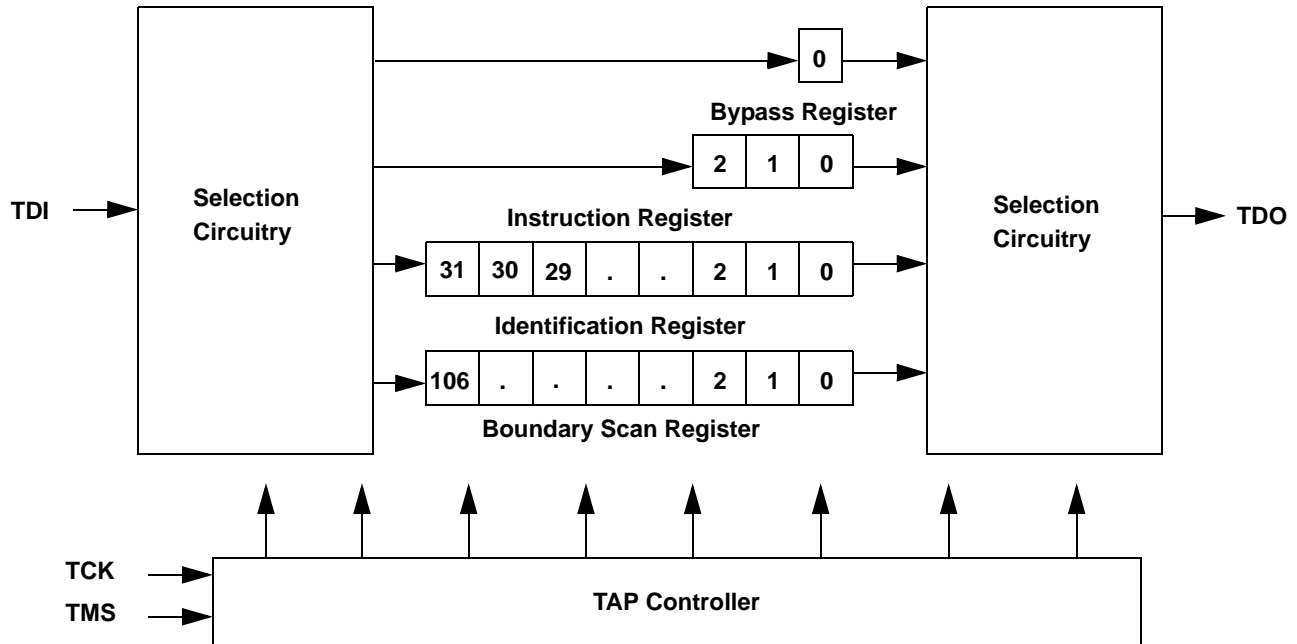 0
Bypass Register
2 1 0
TDI
Selection
Circuitry
Selection
Circuitry
TDO
Instruction Register
31 30 29 . . 2 1 0
Identification Register
106 . . . . 2 1 0
Boundary Scan Register
TCK
TMS
TAP Controller